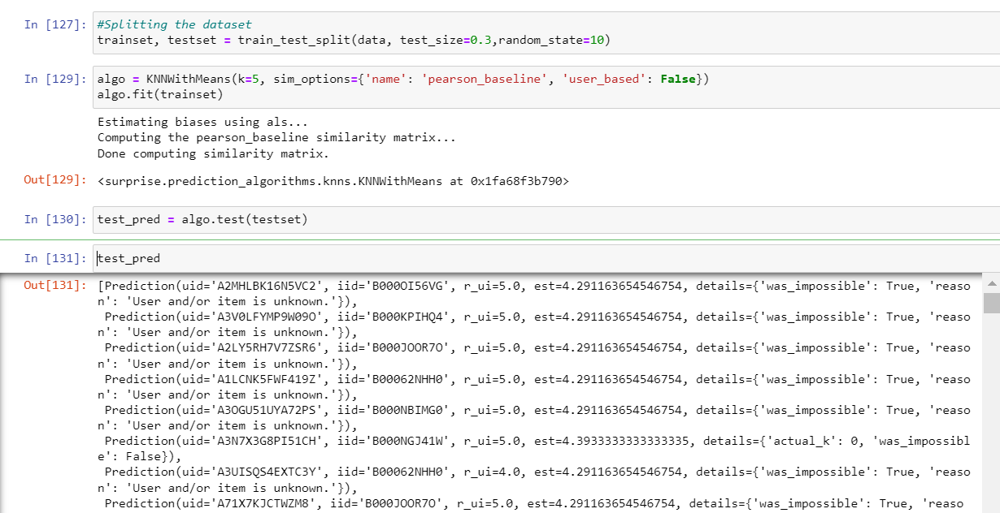 In [127]: #Splitting the dataset
trainset, testset = train_test_split(data, test_size=0.3,random_state=10)
In [129]: algo = KNNWithMeans(k=5, sim_options={'name': 'pearson_baseline', 'user_based': False})
algo.fit(trainset)
Estimating biases using als...
Computing the pearson_baseline similarity matrix...
Done computing similarity matrix.
Out[129]: <surprise.prediction_algorithms.knns.KNNWithMeans at 0x1fa68f3b790>
In [130]: test_pred = algo.test(testset)
In [131]: test_pred
Out[131]: [Prediction(uid='A2MHLBK16N5VC2', iid='B000OI56VG', r_ui=5.0, est=4.291163654546754, details={'was_impossible': True, 'reaso
n': 'User and/or item is unknown.'}),
Prediction(uid='A3V0LFYMP9W09O', iid='B000KPIHQ4', r_ui=5.0, est=4.291163654546754, details={'was_impossible': True, 'reaso
n': 'User and/or item is unknown.'}),
Prediction(uid='A2LY5RH7V7ZSR6', iid='B000JOOR7O', r_ui=5.0, est=4.291163654546754, details={'was_impossible': True, 'reaso
n': 'User and/or item is unknown.'}),
Prediction(uid='A1LCNK5FWF419Z', iid='B00062NHH0', r_ui=5.0, est=4.291163654546754, details={'was_impossible': True, 'reaso
n': 'User and/or item is unknown.'}),
Prediction(uid='A3OGU51UYA72PS', iid='B000NBIMG0', r_ui=5.0, est=4.291163654546754, details={'was_impossible': True, 'reaso
n': 'User and/or item is unknown.'}),
Prediction(uid='A3N7X3G8PI51CH', iid='B000NGJ41W', r_ui=5.0, est=4.3933333333333335, details={'actual_k': 0, 'was_impossibl
e': False}),
Prediction(uid='A3UISQS4EXTC3Y', iid='B00062NHH0', r_ui=4.0, est=4.291163654546754, details={'was_impossible': True, 'reaso
n': 'User and/or item is unknown.'}),
Prediction(uid='A71X7KJCTWZM8', iid='B000JOOR7O', r_ui=5.0, est=4.291163654546754, details={'was_impossible': True, 'reaso